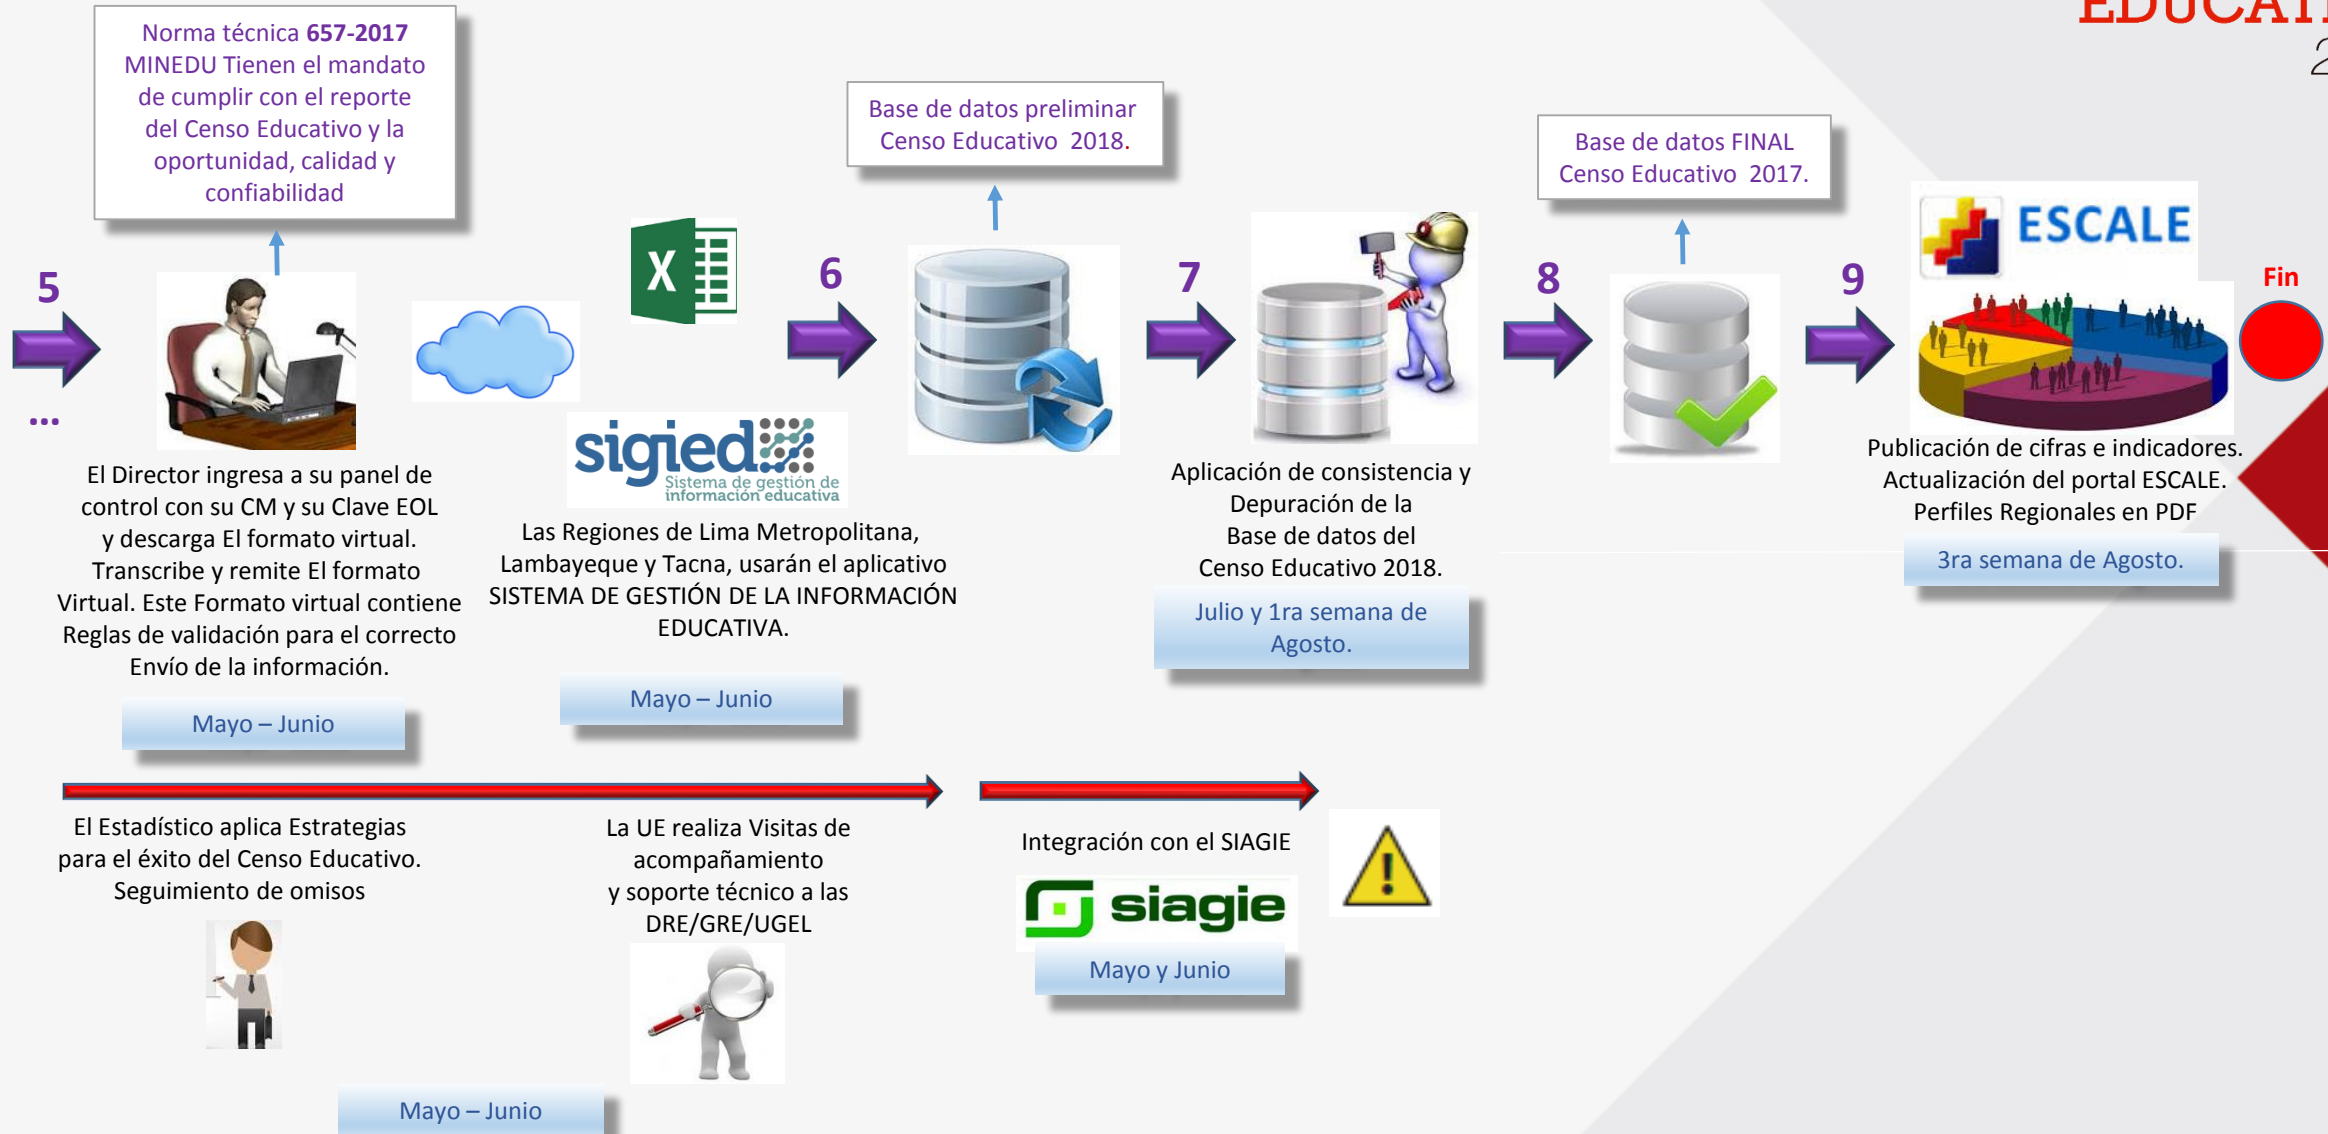 EDUCATI
2
Norma técnica 657-2017
MINEDU Tienen el mandato
de cumplir con el reporte
del Censo Educativo y la
oportunidad, calidad y
confiabilidad
Base de datos preliminar
Censo Educativo 2018.
Base de datos FINAL
Censo Educativo 2017.
5
...
El Director ingresa a su panel de
control con su CM y su Clave EOL
y descarga El formato virtual.
Transcribe y remite El formato
Virtual. Este Formato virtual contiene
Reglas de validación para el correcto
Envío de la información.
Mayo – Junio
X
sigied
Sistema de gestión de
información educativa
Las Regiones de Lima Metropolitana,
Lambayeque y Tacna, usarán el aplicativo
SISTEMA DE GESTIÓN DE LA INFORMACIÓN
EDUCATIVA.
Mayo – Junio
6
7
Aplicación de consistencia y
Depuración de la
Base de datos del
Censo Educativo 2018.
Julio y 1ra semana de
Agosto.
8
9
ESCALE
Fin
Publicación de cifras e indicadores.
Actualización del portal ESCALE.
Perfiles Regionales en PDF
3ra semana de Agosto.
El Estadístico aplica Estrategias
para el éxito del Censo Educativo.
Seguimiento de omisos
La UE realiza Visitas de
acompañamiento
y soporte técnico a las
DRE/GRE/UGEL
Mayo – Junio
Integración con el SIAGIE
siagie
Mayo y Junio
!